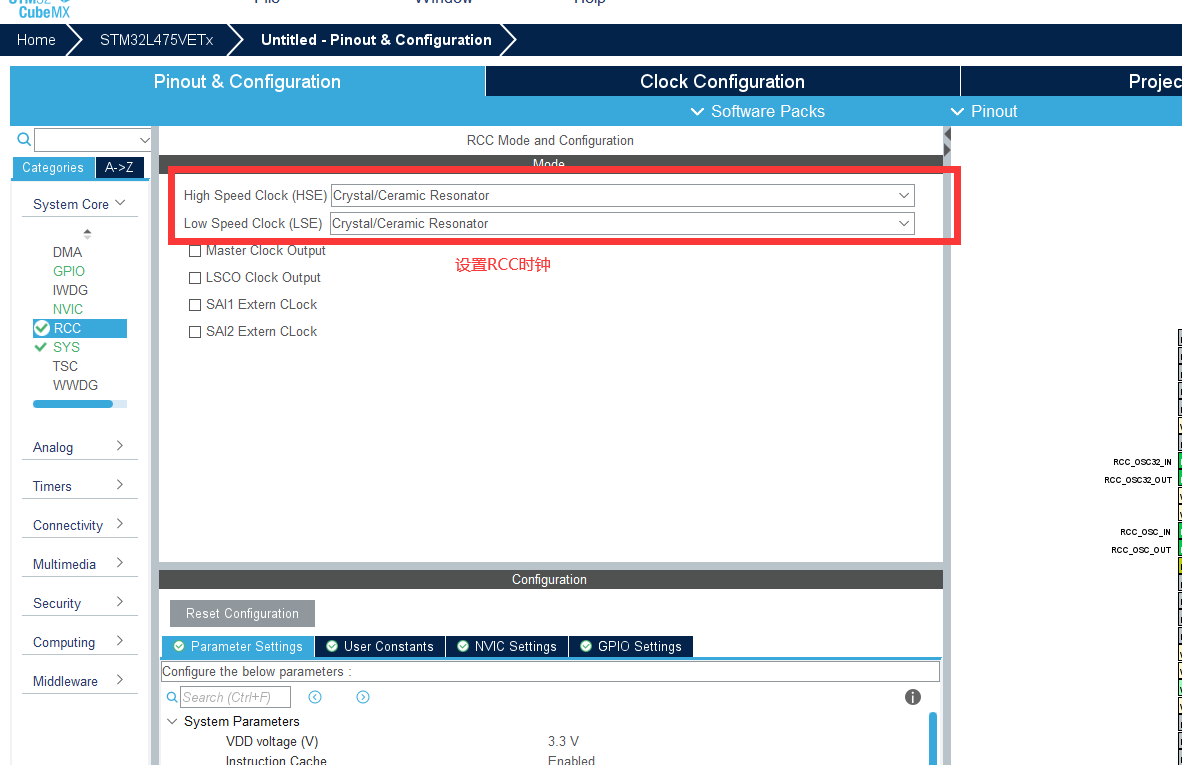 STM32
CubeMX
File
Window
Help
Home
STM32L475VETx
Untitled - Pinout & Configuration
Pinout & Configuration
Clock Configuration
Projec
Software Packs
Pinout
Categories
A->Z
System Core
DMA
GPIO
IWDG
NVIC
RCC
SYS
TSC
WWDG
Analog
Timers
Connectivity
Multimedia
Security
Computing
Middleware
RCC Mode and Configuration
Mode
High Speed Clock (HSE) Crystal/Ceramic Resonator
Low Speed Clock (LSE) Crystal/Ceramic Resonator
Master Clock Output
设置RCC时钟
LSCO Clock Output
SAI1 Extern CLock
SAI2 Extern CLock
Configuration
Reset Configuration
Parameter Settings
User Constants
NVIC Settings
GPIO Settings
Configure the below parameters :
Search (Ctrl+F)
System Parameters
VDD voltage (V) 3.3 V
Instruction Cache Enabled
RCC_OSC32_IN
RCC_OSC32_OUT
RCC_OSC_IN
RCC_OSC_OUT